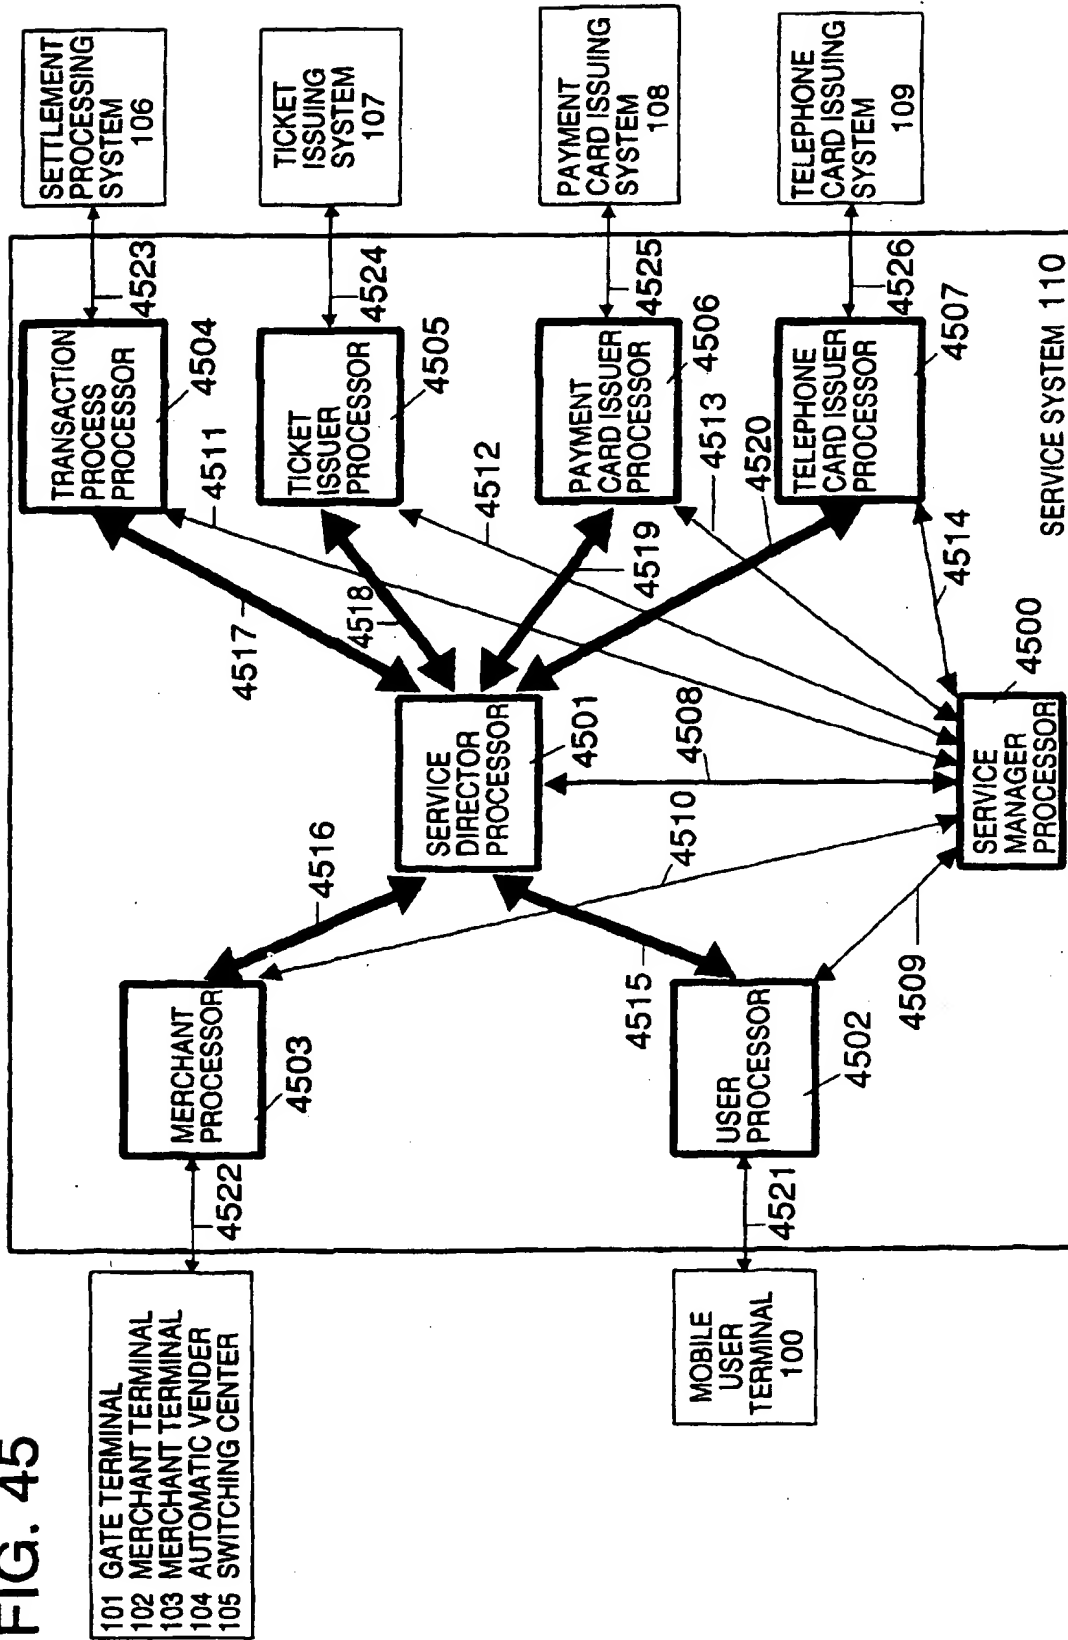 FIG. 45
101 GATE TERMINAL
102 MERCHANT TERMINAL
103 MERCHANT TERMINAL
104 AUTOMATIC VENDER
105 SWITCHING CENTER
MOBILE
USER
TERMINAL
100
4522
4521
MERCHANT
PROCESSOR
4503
USER
PROCESSOR
4502
4516
4515
4510
4509
SERVICE
DIRECTOR
PROCESSOR
4501
4508
SERVICE
MANAGER
PROCESSOR
4500
4517
4518
4519
4520
4511
4512
4513
4514
TRANSACTION
PROCESS
PROCESSOR
4504
TICKET
ISSUER
PROCESSOR
4505
PAYMENT
CARD ISSUER
PROCESSOR
4506
TELEPHONE
CARD ISSUER
PROCESSOR
4507
4523
4524
4525
4526
SERVICE SYSTEM 110
SETTLEMENT
PROCESSING
SYSTEM
106
TICKET
ISSUING
SYSTEM
107
PAYMENT
CARD ISSUING
SYSTEM
108
TELEPHONE
CARD ISSUING
SYSTEM
109